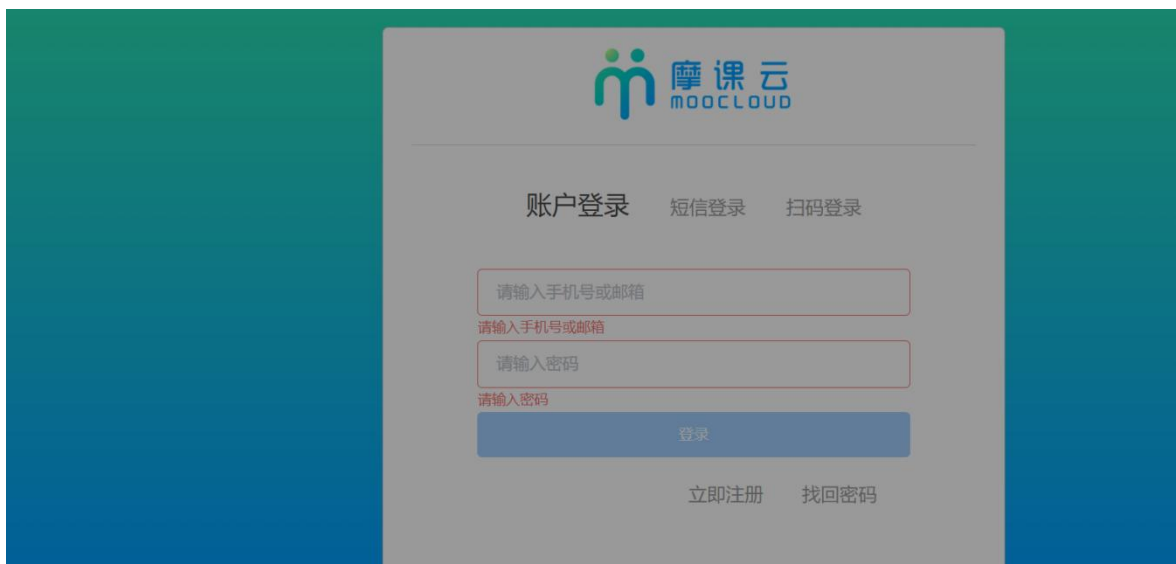 摩课云
MOOCLOUD
账户登录 短信登录 扫码登录
请输入手机号或邮箱
请输入手机号或邮箱
请输入密码
请输入密码
登录
立即注册 找回密码